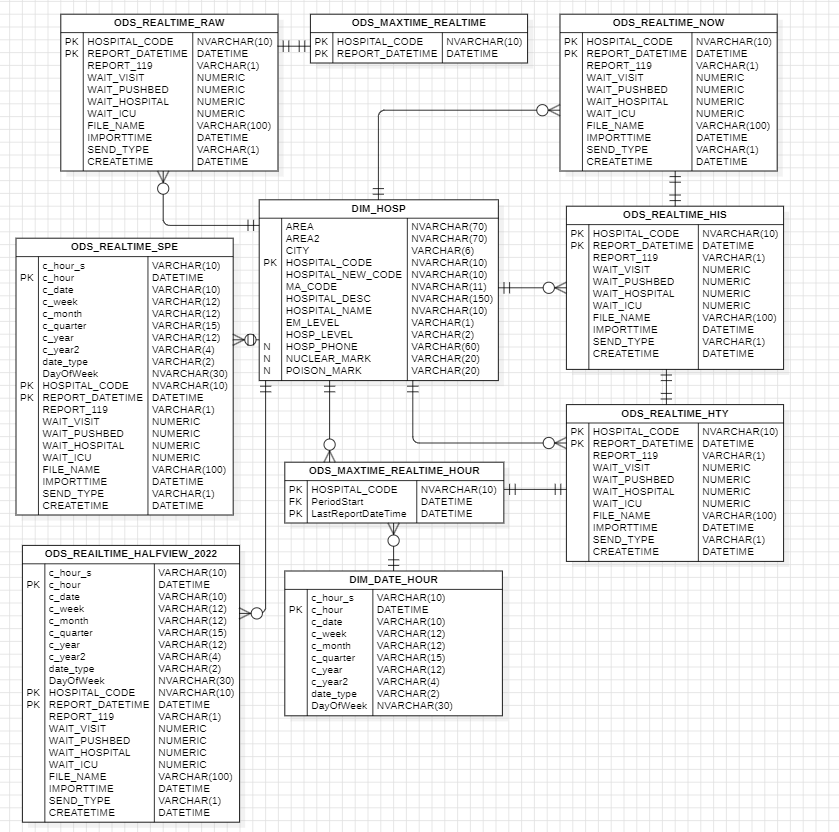 ODS_REALTIME_RAW
PK HOSPITAL_CODE NVARCHAR(10)
PK REPORT_DATETIME DATETIME
REPORT_119 VARCHAR(1)
WAIT_VISIT NUMERIC
WAIT_PUSHBED NUMERIC
WAIT_HOSPITAL NUMERIC
WAIT_ICU NUMERIC
FILE_NAME VARCHAR(100)
IMPORTTIME DATETIME
SEND_TYPE VARCHAR(1)
CREATETIME DATETIME
ODS_MAXTIME_REALTIME
PK HOSPITAL_CODE NVARCHAR(10)
PK REPORT_DATETIME DATETIME
ODS_REALTIME_NOW
PK HOSPITAL_CODE NVARCHAR(10)
PK REPORT_DATETIME DATETIME
REPORT_119 VARCHAR(1)
WAIT_VISIT NUMERIC
WAIT_PUSHBED NUMERIC
WAIT_HOSPITAL NUMERIC
WAIT_ICU NUMERIC
FILE_NAME VARCHAR(100)
IMPORTTIME DATETIME
SEND_TYPE VARCHAR(1)
CREATETIME DATETIME
DIM_HOSP
AREA NVARCHAR(70)
AREA2 NVARCHAR(70)
CITY VARCHAR(6)
PK HOSPITAL_CODE NVARCHAR(10)
HOSPITAL_NEW_CODE NVARCHAR(10)
MA_CODE NVARCHAR(11)
HOSPITAL_DESC NVARCHAR(150)
HOSPITAL_NAME NVARCHAR(10)
EM_LEVEL VARCHAR(1)
HOSP_LEVEL VARCHAR(2)
N HOSP_PHONE VARCHAR(60)
N NUCLEAR_MARK VARCHAR(20)
N POISON_MARK VARCHAR(20)
ODS_REALTIME_HIS
PK HOSPITAL_CODE NVARCHAR(10)
PK REPORT_DATETIME DATETIME
REPORT_119 VARCHAR(1)
WAIT_VISIT NUMERIC
WAIT_PUSHBED NUMERIC
WAIT_HOSPITAL NUMERIC
WAIT_ICU NUMERIC
FILE_NAME VARCHAR(100)
IMPORTTIME DATETIME
SEND_TYPE VARCHAR(1)
CREATETIME DATETIME
ODS_REALTIME_SPE
c_hour_s VARCHAR(10)
PK c_hour DATETIME
c_date VARCHAR(10)
c_week VARCHAR(12)
c_month VARCHAR(12)
c_quarter VARCHAR(15)
c_year VARCHAR(12)
c_year2 VARCHAR(4)
date_type VARCHAR(2)
DayOfWeek NVARCHAR(30)
PK HOSPITAL_CODE NVARCHAR(10)
PK REPORT_DATETIME DATETIME
REPORT_119 VARCHAR(1)
WAIT_VISIT NUMERIC
WAIT_PUSHBED NUMERIC
WAIT_HOSPITAL NUMERIC
WAIT_ICU NUMERIC
FILE_NAME VARCHAR(100)
IMPORTTIME DATETIME
SEND_TYPE VARCHAR(1)
CREATETIME DATETIME
ODS_REALTIME_HTY
PK HOSPITAL_CODE NVARCHAR(10)
PK REPORT_DATETIME DATETIME
REPORT_119 VARCHAR(1)
WAIT_VISIT NUMERIC
WAIT_PUSHBED NUMERIC
WAIT_HOSPITAL NUMERIC
WAIT_ICU NUMERIC
FILE_NAME VARCHAR(100)
IMPORTTIME DATETIME
SEND_TYPE VARCHAR(1)
CREATETIME DATETIME
ODS_MAXTIME_REALTIME_HOUR
PK HOSPITAL_CODE NVARCHAR(10)
FK PeriodStart DATETIME
PK LastReportDateTime DATETIME
ODS_REAILTIME_HALFVIEW_2022
c_hour_s VARCHAR(10)
PK c_hour DATETIME
c_date VARCHAR(10)
c_week VARCHAR(12)
c_month VARCHAR(12)
c_quarter VARCHAR(15)
c_year VARCHAR(12)
c_year2 VARCHAR(4)
date_type VARCHAR(2)
DayOfWeek NVARCHAR(30)
PK HOSPITAL_CODE NVARCHAR(10)
PK REPORT_DATETIME DATETIME
REPORT_119 VARCHAR(1)
WAIT_VISIT NUMERIC
WAIT_PUSHBED NUMERIC
WAIT_HOSPITAL NUMERIC
WAIT_ICU NUMERIC
FILE_NAME VARCHAR(100)
IMPORTTIME DATETIME
SEND_TYPE VARCHAR(1)
CREATETIME DATETIME
DIM_DATE_HOUR
c_hour_s VARCHAR(10)
PK c_hour DATETIME
c_date VARCHAR(10)
c_week VARCHAR(12)
c_month VARCHAR(12)
c_quarter VARCHAR(15)
c_year VARCHAR(12)
c_year2 VARCHAR(4)
date_type VARCHAR(2)
DayOfWeek NVARCHAR(30)